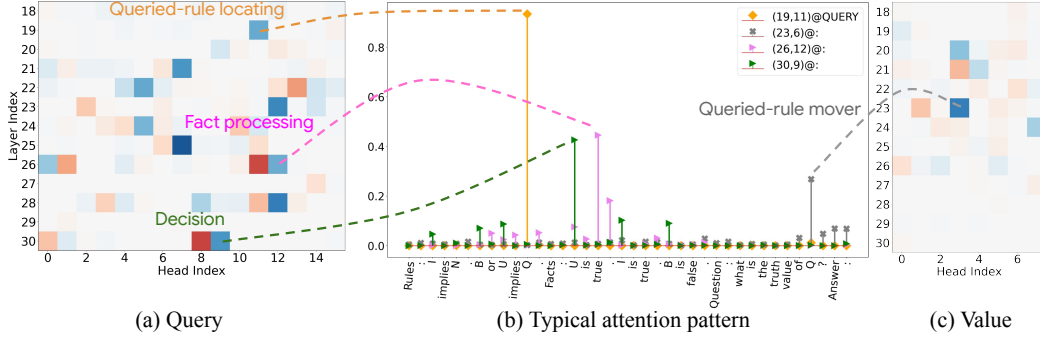 Queried-rule locating
Fact processing
Decision
Layer Index
18
19
20
21
22
23
24
25
26
27
28
29
30
0 2 4 6 8 10 12 14
Head Index
(a) Query
0.8
0.6
0.4
0.2
0.0
(19,11)@QUERY
(23,6)@:
(26,12)@:
(30,9)@:
Rules : I implies N . B or U implies Q . Facts : U is true . I is true . B is false . Question : what is the truth value of Q ? Answer :
(b) Typical attention pattern
Queried-rule mover
18
19
20
21
22
23
24
25
26
27
28
29
30
0 2 4 6
Head Index
(c) Value